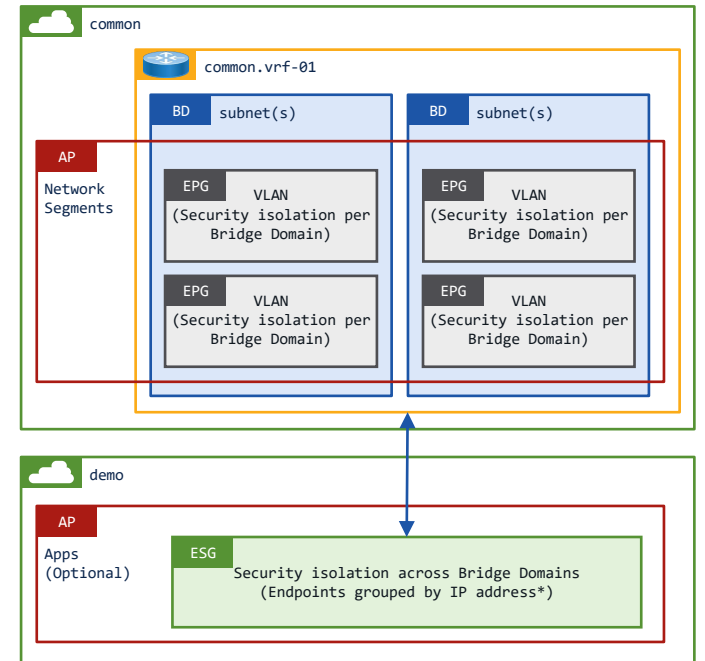 common
common.vrf-01
BD
subnet(s)
BD
subnet(s)
AP
Network
Segments
EPG
VLAN
(Security isolation per
Bridge Domain)
EPG
VLAN
(Security isolation per
Bridge Domain)
EPG
VLAN
(Security isolation per
Bridge Domain)
EPG
VLAN
(Security isolation per
Bridge Domain)
demo
AP
Apps
(Optional)
ESG
Security isolation across Bridge Domains
(Endpoints grouped by IP address*)